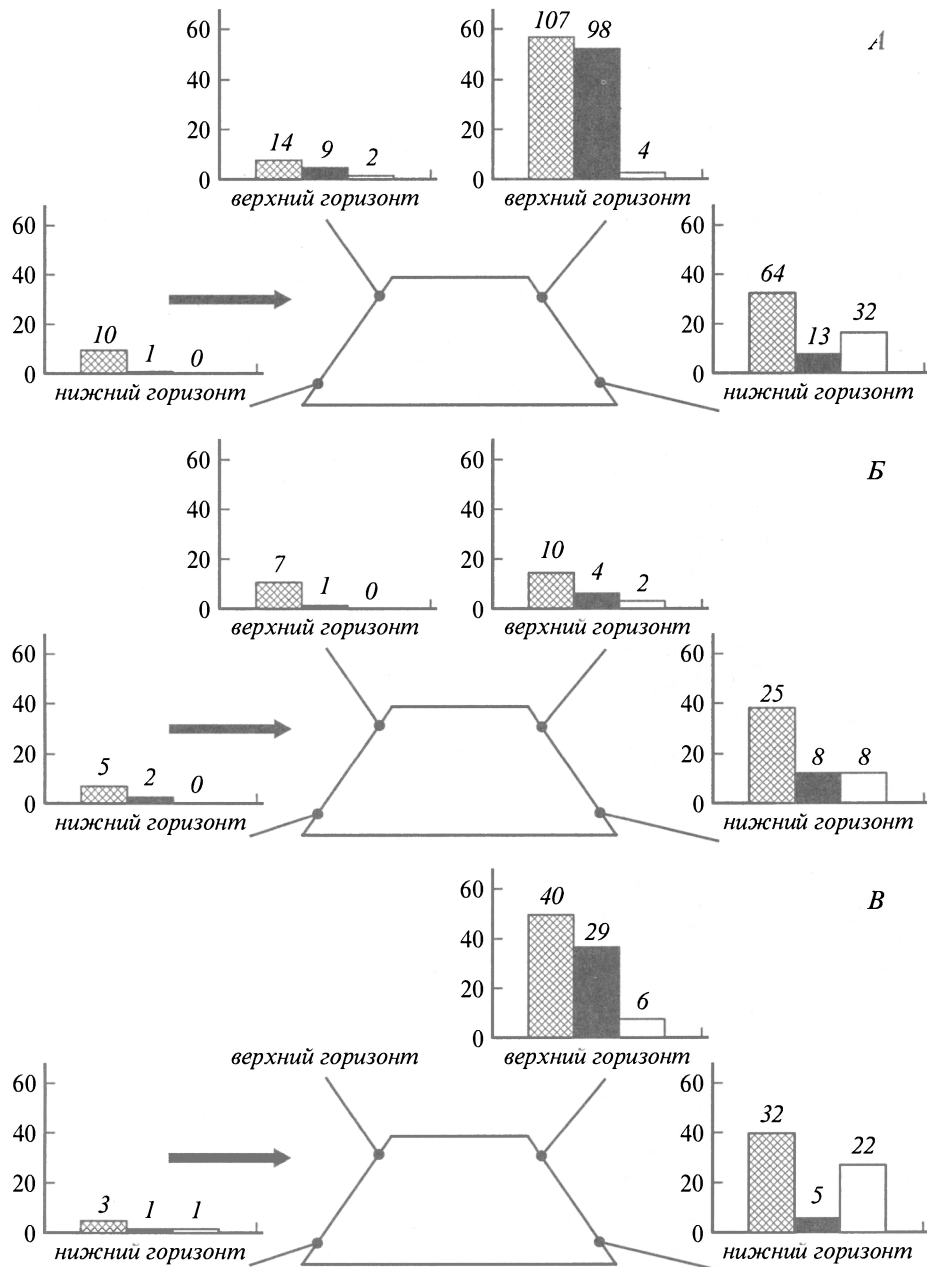 60 40 20 0 14 9 2 верхний горизонт
60 40 20 0 107 98 4 верхний горизонт
А
60 40 20 0 10 1 0 нижний горизонт
60 40 20 0 64 13 32 нижний горизонт
60 40 20 0 7 1 0 верхний горизонт
60 40 20 0 10 4 2 верхний горизонт
Б
60 40 20 0 5 2 0 нижний горизонт
60 40 20 0 25 8 8 нижний горизонт
верхний горизонт
60 40 20 0 40 29 6 верхний горизонт
В
60 40 20 0 3 1 1 нижний горизонт
60 40 20 0 32 5 22 нижний горизонт